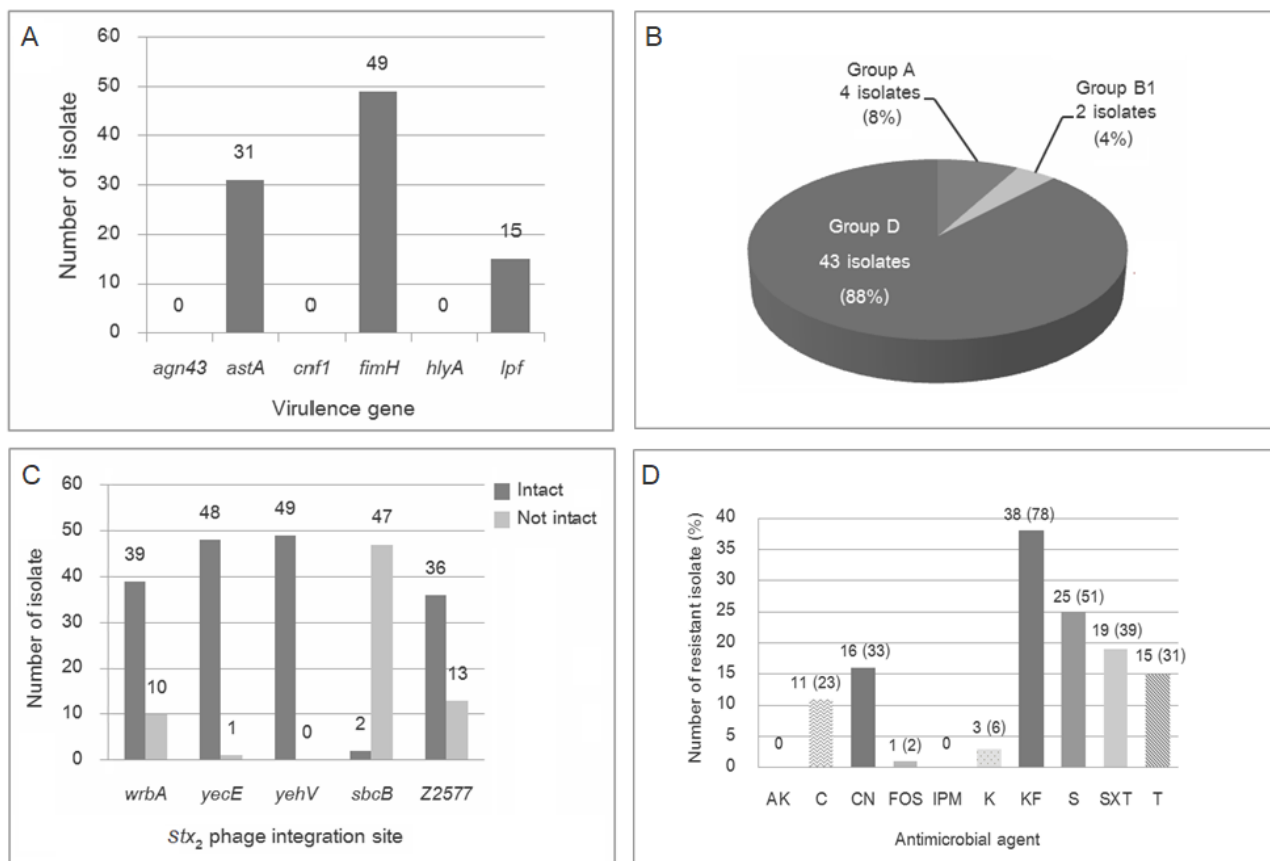 A
Number of isolate
60
50
40
30
20
10
0
0
31
0
49
0
15
agn43 astA cnf1 fimH hlyA lpf
Virulence gene
B
Group A
4 isolates
(8%)
Group B1
2 isolates
(4%)
Group D
43 isolates
(88%)
C
Number of isolate
60
50
40
30
20
10
0
39
10
48
1
49
0
2
47
36
13
Intact
Not intact
wrbA yecE yehV sbcB Z2577
Stx₂ phage integration site
D
Number of resistant isolate (%)
40
35
30
25
20
15
10
5
0
0
11 (23)
16 (33)
1 (2)
0
3 (6)
38 (78)
25 (51)
19 (39)
15 (31)
AK C CN FOS IPM K KF S SXT T
Antimicrobial agent